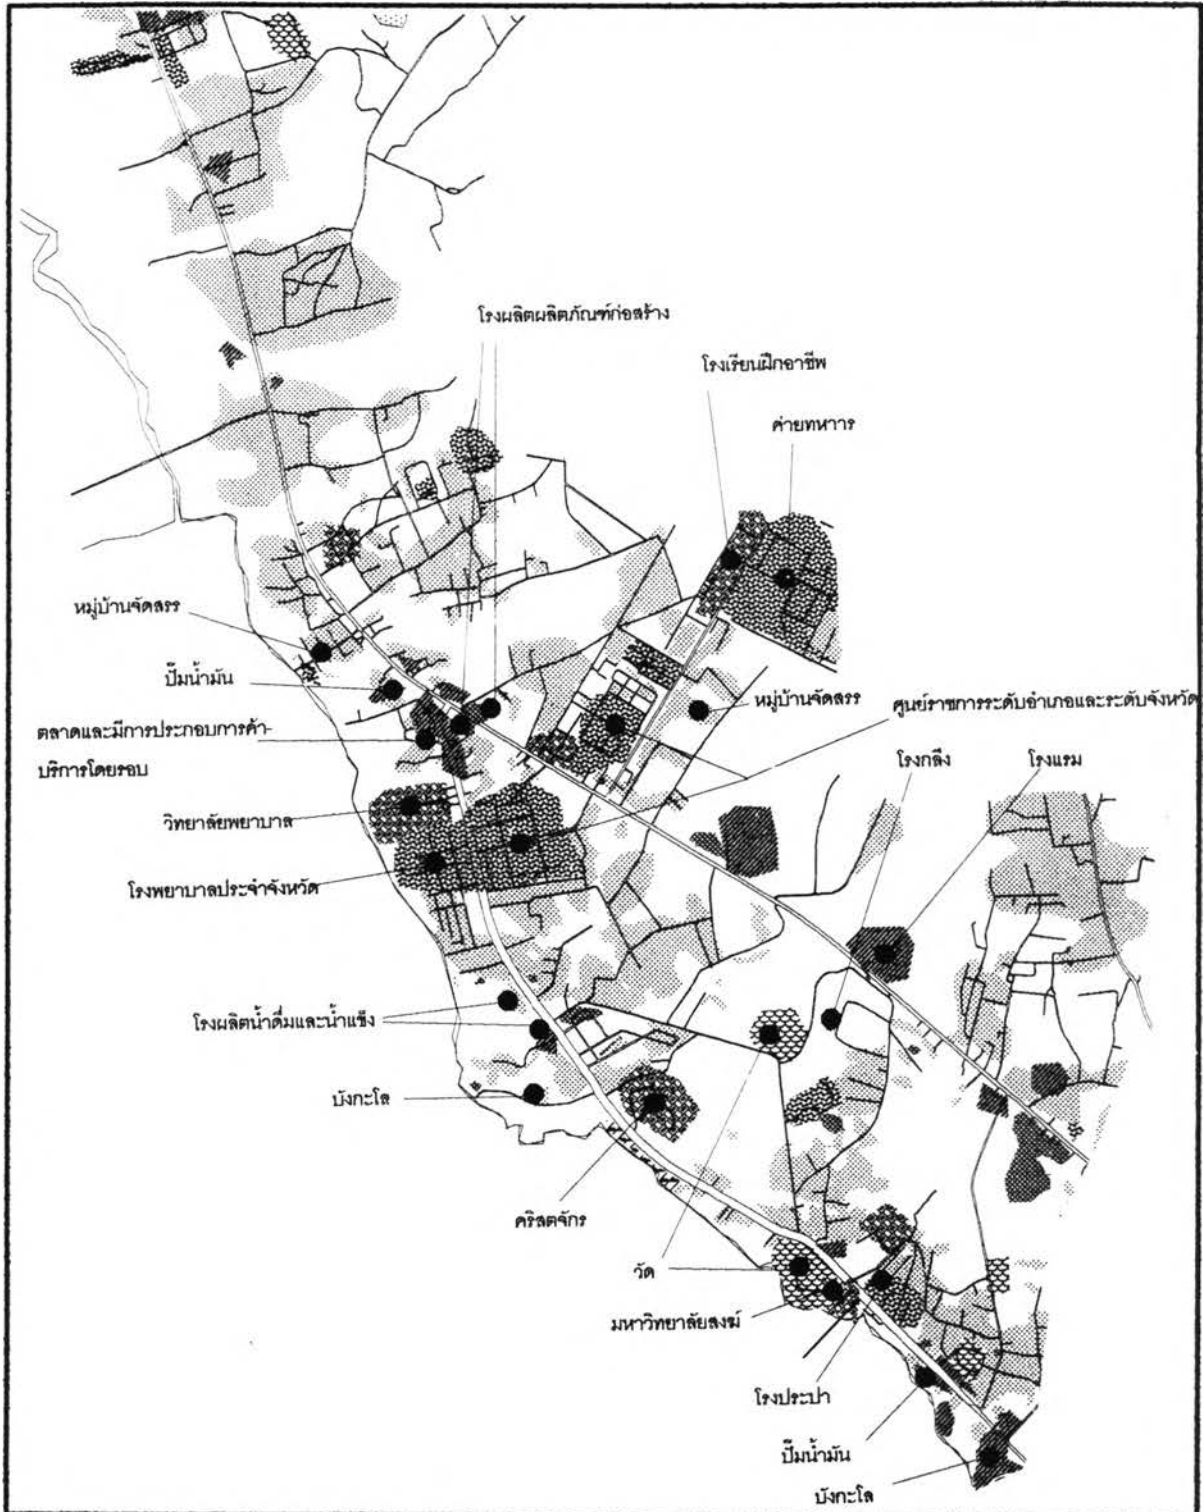 โรงผลิตผลิตภัณฑ์ก่อสร้าง
โรงเรียนฝึกอาชีพ
ค่ายทหาาร
หมู่บ้านจัดสรร
ปั๊มน้ำมัน
หมู่บ้านจัดสรร
ศูนย์ราชการระดับอำเภอและระดับจังหวัด
ตลาดและมีการประกอบการค้า-
บริการโดยรอบ
โรงกลึง
โรงแรม
วิทยาลัยพยาบาล
โรงพยาบาลประจำจังหวัด
โรงผลิตน้ำดื่มและน้ำแข็ง
บังกะโล
คริสตจักร
วัด
มหาวิทยาลัยสงฆ์
โรงประปา
ปั๊มน้ำมัน
บังกะโล